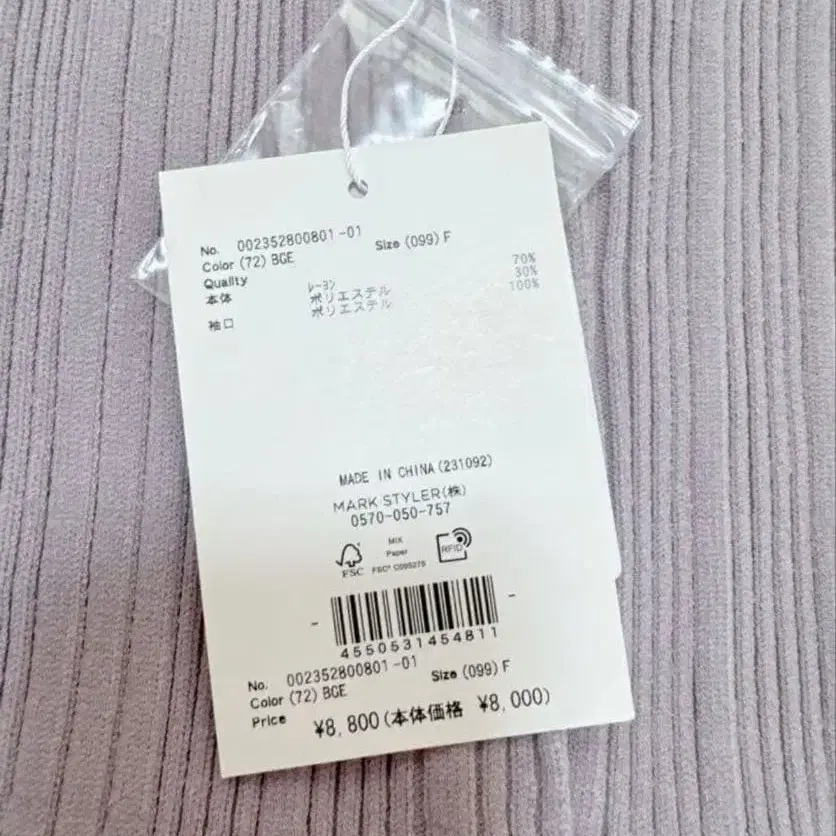 No. 002352800801-01 Size (099) F
Color (72) BGE
Quality
本体 ﾚｰﾖﾝ 70%
ポリエステル 30%
袖口 ポリエステル 100%
MADE IN CHINA (231092)
MARK STYLER(株)
0570-050-757
FSC
MIX
Paper
FSC® C095275
RFID
4550531454811
No. 002352800801-01 Size (099) F
Color (72) BGE
Price ¥8,800(本体価格 ¥8,000)